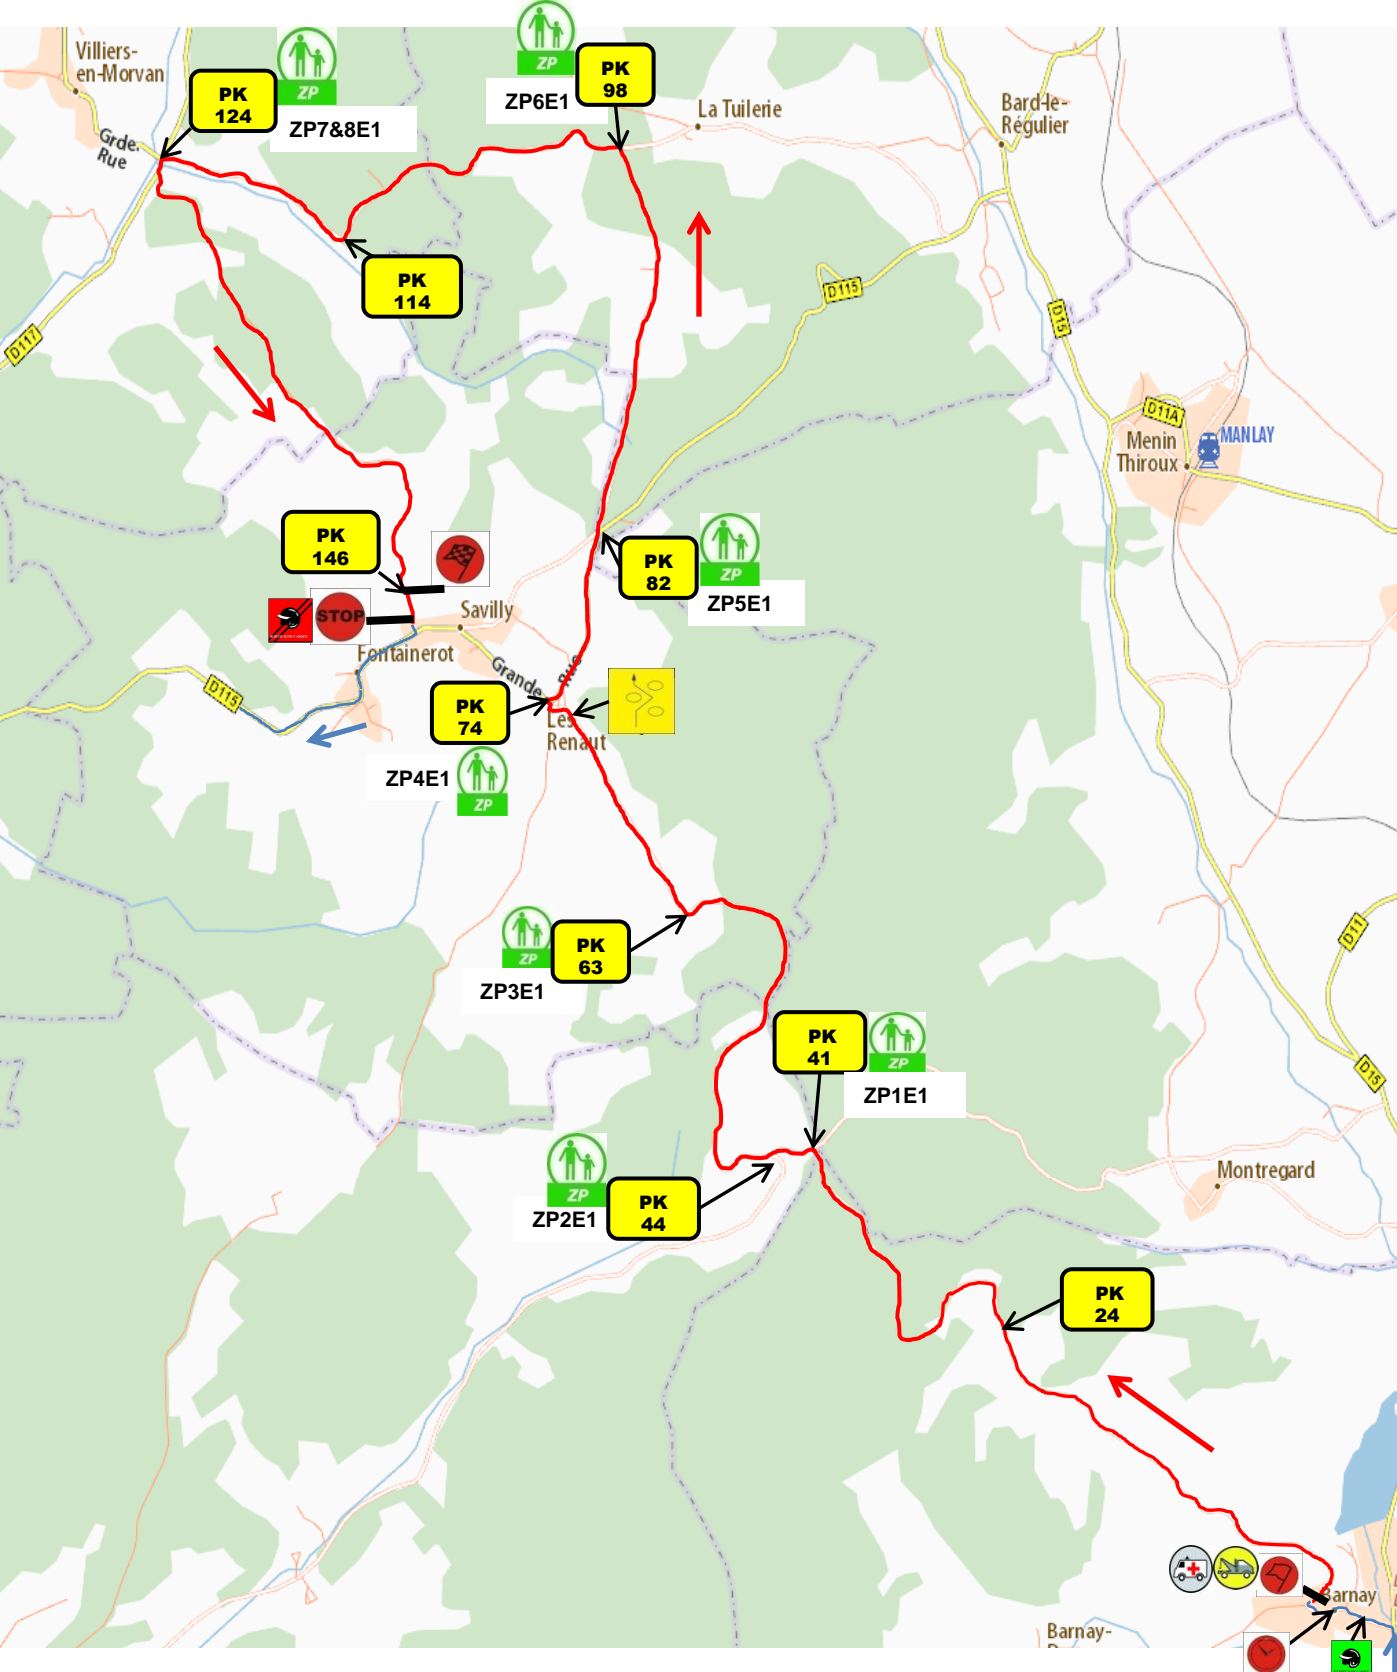 Villiers-
en-Morvan
Grde.
Rue
PK
124
ZP
ZP7&8E1
ZP
ZP6E1
PK
98
La Tuilerie
Bard-le-
Régulier
PK
114
D117
D115
D15
D11A
Menin
Thiroux
MANLAY
PK
146
STOP
Savilly
Fontainerot
Grande
Rue
PK
82
ZP
ZP5E1
D115
PK
74
Les
Renaut
ZP4E1
ZP
ZP
PK
63
ZP3E1
D11
D15
PK
41
ZP
ZP1E1
ZP
ZP2E1
PK
44
Montregard
PK
24
Barnay
Barnay-